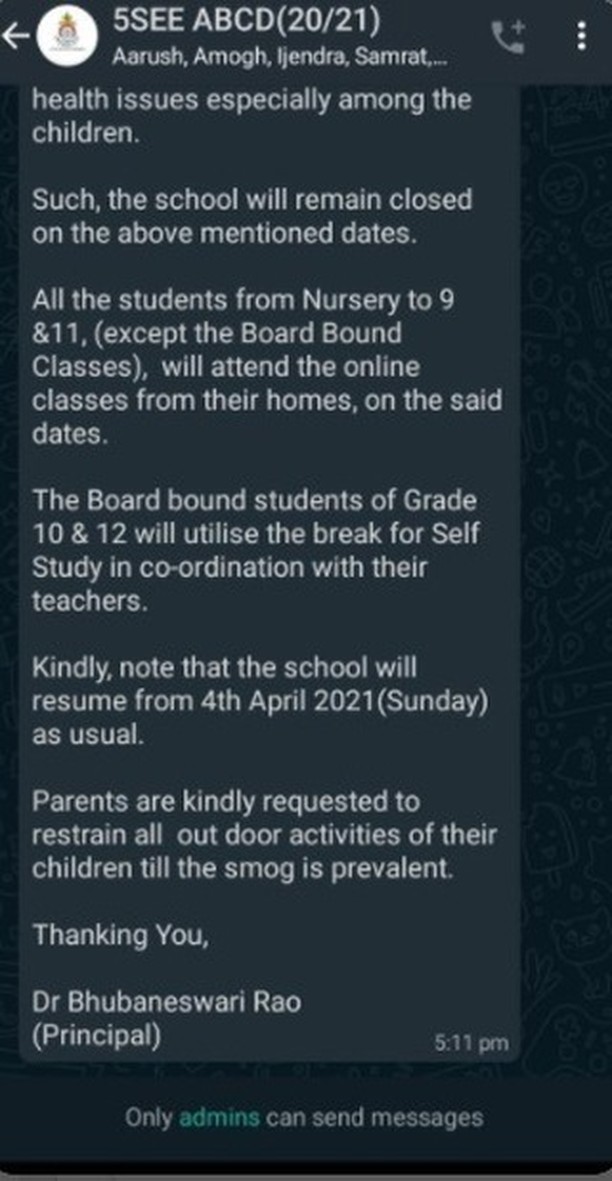 5SEE ABCD(20/21)
Aarush, Amogh, Ijendra, Samrat,...
health issues especially among the
children.
Such, the school will remain closed
on the above mentioned dates.
All the students from Nursery to 9
&11, (except the Board Bound
Classes),  will attend the online
classes from their homes, on the said
dates.
The Board bound students of Grade
10 & 12 will utilise the break for Self
Study in co-ordination with their
teachers.
Kindly, note that the school will
resume from 4th April 2021(Sunday)
as usual.
Parents are kindly requested to
restrain all  out door activities of their
children till the smog is prevalent.
Thanking You,
Dr Bhubaneswari Rao
(Principal)
5:11 pm
Only admins can send messages